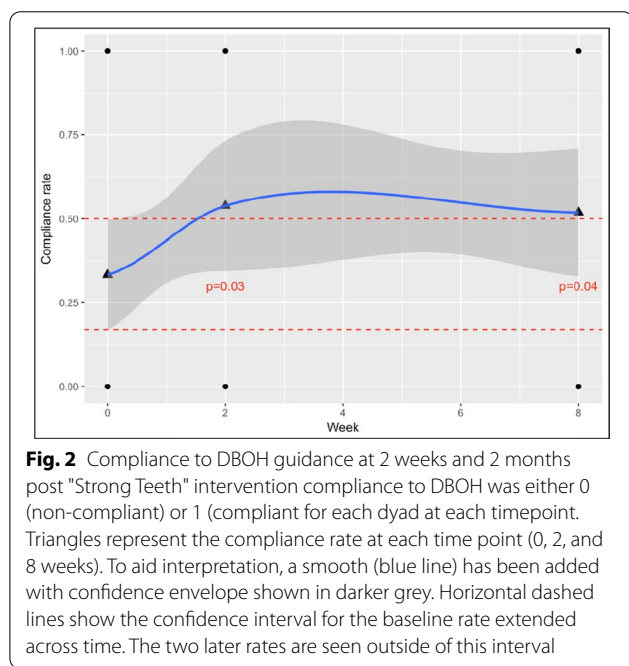 1.00
0.75
0.50
0.25
0.00
Compliance rate
p=0.03
p=0.04
0
2
4
6
8
Week
Fig. 2 Compliance to DBOH guidance at 2 weeks and 2 months
post "Strong Teeth" intervention compliance to DBOH was either 0
(non-compliant) or 1 (compliant for each dyad at each timepoint.
Triangles represent the compliance rate at each time point (0, 2, and
8 weeks). To aid interpretation, a smooth (blue line) has been added
with confidence envelope shown in darker grey. Horizontal dashed
lines show the confidence interval for the baseline rate extended
across time. The two later rates are seen outside of this interval